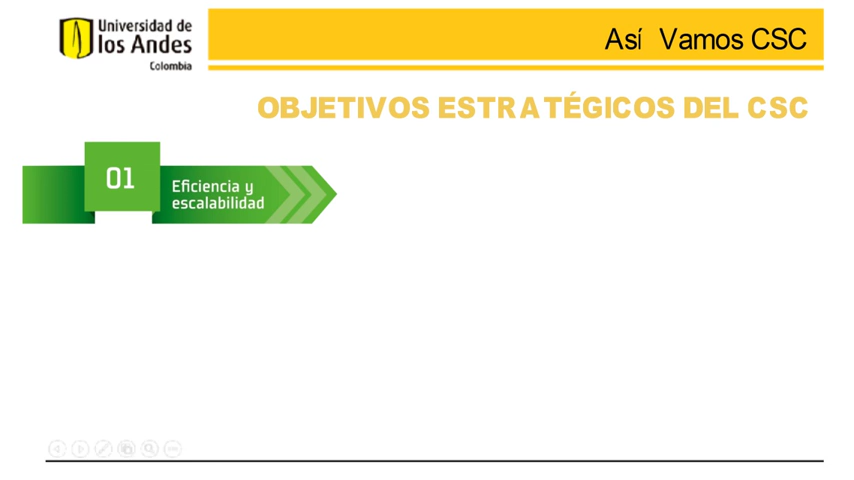 Universidad de
los Andes
Colombia
Así Vamos CSC
OBJETIVOS ESTRATÉGICOS DEL CSC
01
Eficiencia y
escalabilidad